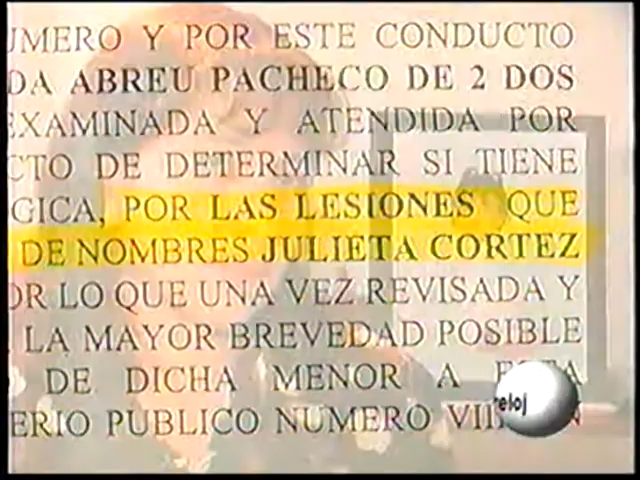 UMERO Y POR ESTE CONDUCTO
DA ABREU PACHECO DE 2 DOS
EXAMINADA Y ATENDIDA POR
CTO DE DETERMINAR SI TIENE
GICA, POR LAS LESIONES QUE
DE NOMBRES JULIETA CORTEZ
OR LO QUE UNA VEZ REVISADA Y
LA MAYOR BREVEDAD POSIBLE
DE DICHA MENOR A ESTA
ERIO PUBLICO NUMERO VIII
reloj